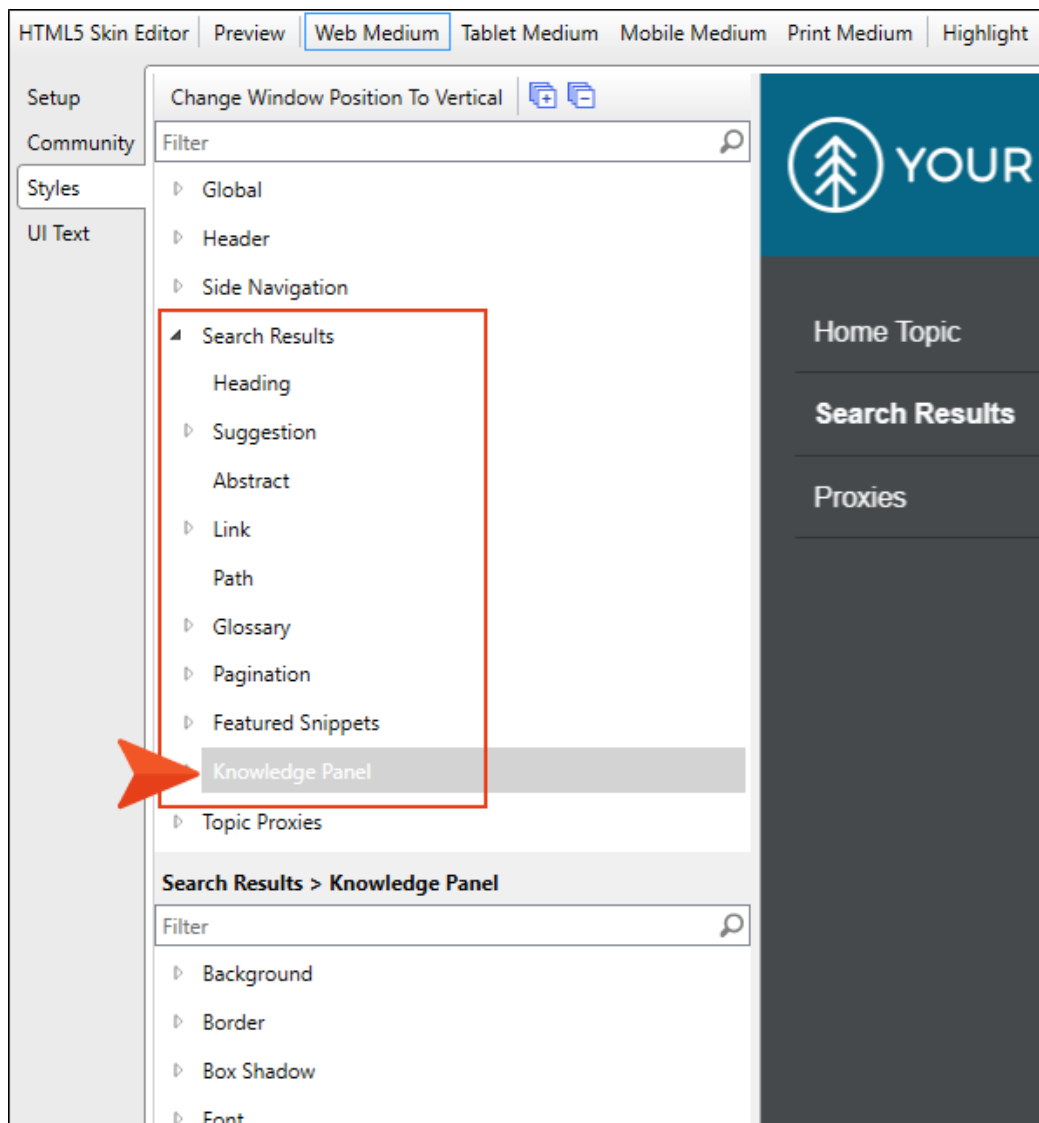 HTML5 Skin Editor Preview Web Medium Tablet Medium Mobile Medium Print Medium Highlight
Setup
Community
Styles
UI Text
Change Window Position To Vertical
Filter
Global
Header
Side Navigation
Search Results
Heading
Suggestion
Abstract
Link
Path
Glossary
Pagination
Featured Snippets
Knowledge Panel
Topic Proxies
Search Results > Knowledge Panel
Filter
Background
Border
Box Shadow
Font
YOUR
Home Topic
Search Results
Proxies